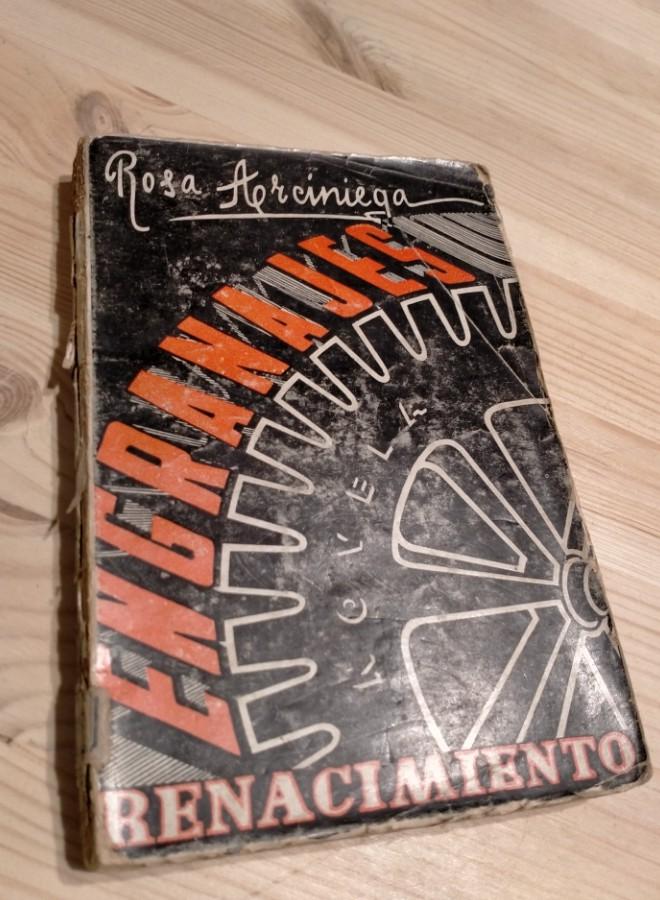 Rosa Arciniega
ENGRANAJES
NOVELA
RENACIMIENTO